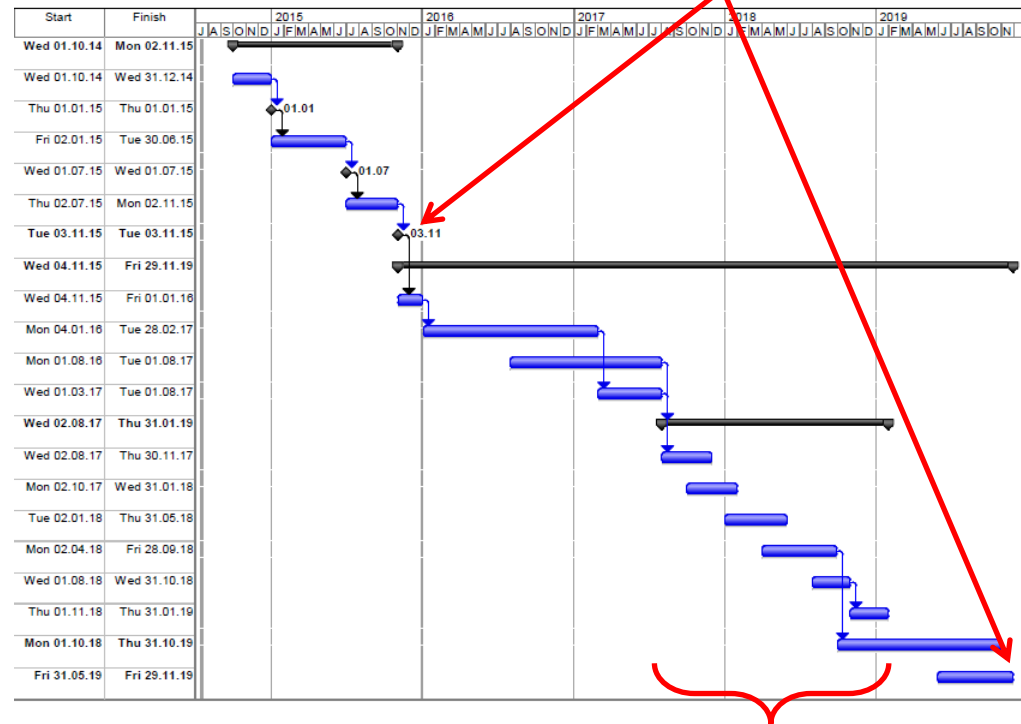 Start Finish 2015 2016 2017 2018 2019
J A S O N D J F M A M J J A S O N D J F M A M J J A S O N D J F M A M J J A S O N D J F M A M J J A S O N D J F M A M J J A S O N
Wed 01.10.14 Mon 02.11.15
Wed 01.10.14 Wed 31.12.14
Thu 01.01.15 Thu 01.01.15 01.01
Fri 02.01.15 Tue 30.06.15
Wed 01.07.15 Wed 01.07.15 01.07
Thu 02.07.15 Mon 02.11.15
Tue 03.11.15 Tue 03.11.15 03.11
Wed 04.11.15 Fri 29.11.19
Wed 04.11.15 Fri 01.01.16
Mon 04.01.16 Tue 28.02.17
Mon 01.08.16 Tue 01.08.17
Wed 01.03.17 Tue 01.08.17
Wed 02.08.17 Thu 31.01.19
Wed 02.08.17 Thu 30.11.17
Mon 02.10.17 Wed 31.01.18
Tue 02.01.18 Thu 31.05.18
Mon 02.04.18 Fri 28.09.18
Wed 01.08.18 Wed 31.10.18
Thu 01.11.18 Thu 31.01.19
Mon 01.10.18 Thu 31.10.19
Fri 31.05.19 Fri 29.11.19